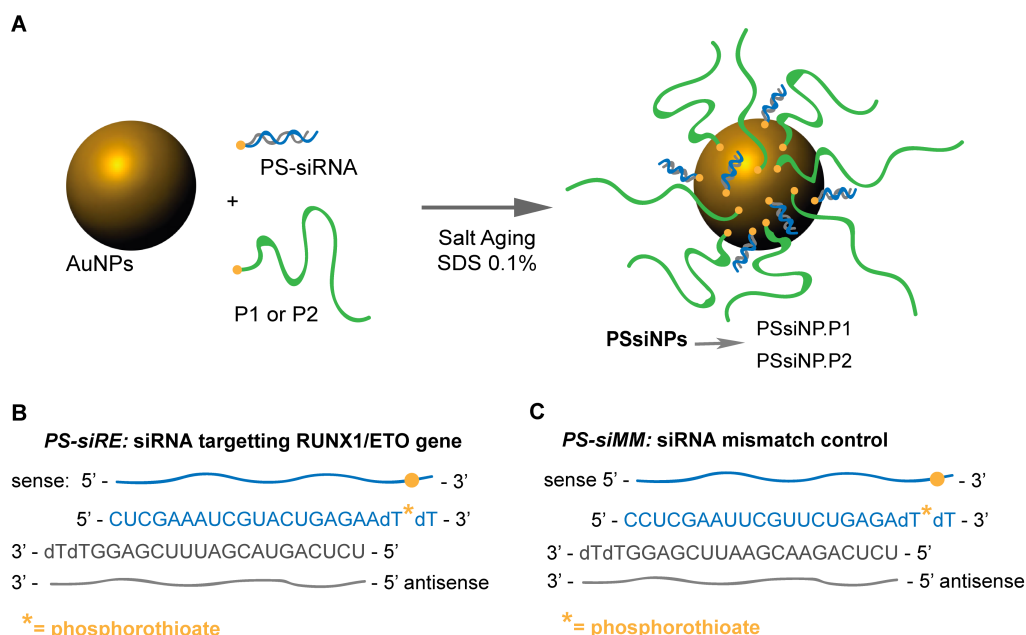 A
PS-siRNA
+
AuNPs
P1 or P2
Salt Aging
SDS 0.1%
PSsiNPs
PSsiNP.P1
PSsiNP.P2
B
PS-siRE: siRNA targetting RUNX1/ETO gene
sense: 5’ - - 3’
5’ - CUCGAAAUCGUACUGAGAAdT*dT - 3’
3’ - dTdTGGAGCUUUAGCAUGACUCU - 5’
3’ - - 5’ antisense
*= phosphorothioate
C
PS-siMM: siRNA mismatch control
sense 5’ - - 3’
5’ - CCUCGAAUUCGUUCUGAGAdT*dT - 3’
3’ - dTdTGGAGCUUAAGCAAGACUCU - 5’
3’ - - 5’ antisense
*= phosphorothioate